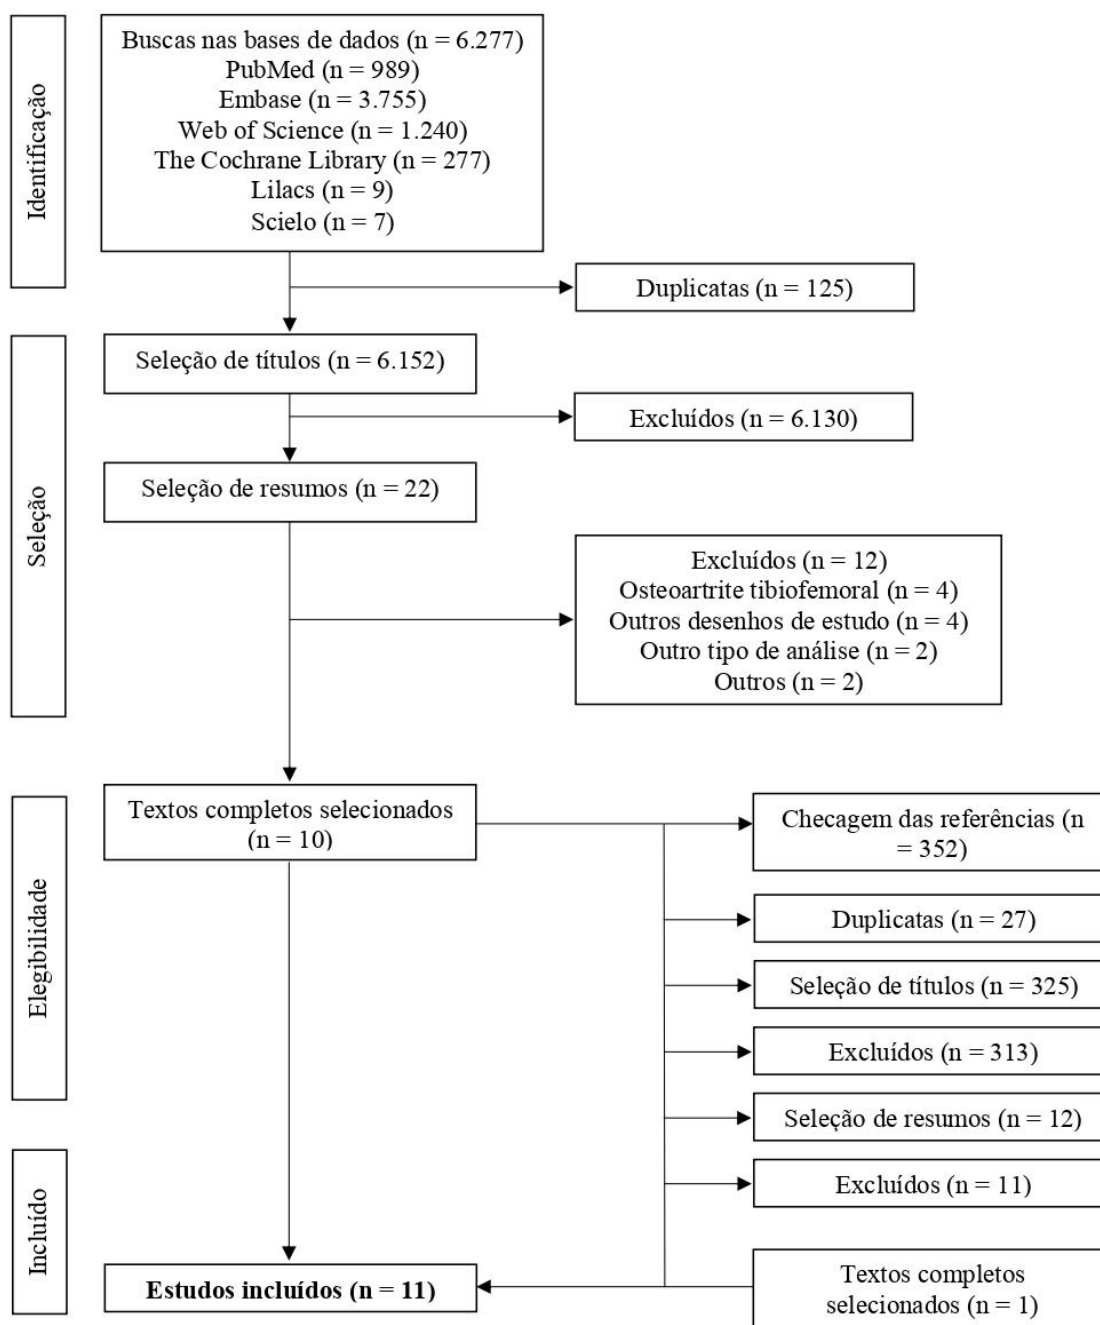 Identificação
Buscas nas bases de dados (n = 6.277)
PubMed (n = 989)
Embase (n = 3.755)
Web of Science (n = 1.240)
The Cochrane Library (n = 277)
Lilacs (n = 9)
Scielo (n = 7)
Duplicatas (n = 125)
Seleção
Seleção de títulos (n = 6.152)
Excluídos (n = 6.130)
Seleção de resumos (n = 22)
Excluídos (n = 12)
Osteoartrite tibiofemoral (n = 4)
Outros desenhos de estudo (n = 4)
Outro tipo de análise (n = 2)
Outros (n = 2)
Elegibilidade
Textos completos selecionados
(n = 10)
Checagem das referências (n
= 352)
Duplicatas (n = 27)
Seleção de títulos (n = 325)
Excluídos (n = 313)
Seleção de resumos (n = 12)
Incluído
Excluídos (n = 11)
Estudos incluídos (n = 11)
Textos completos
selecionados (n = 1)